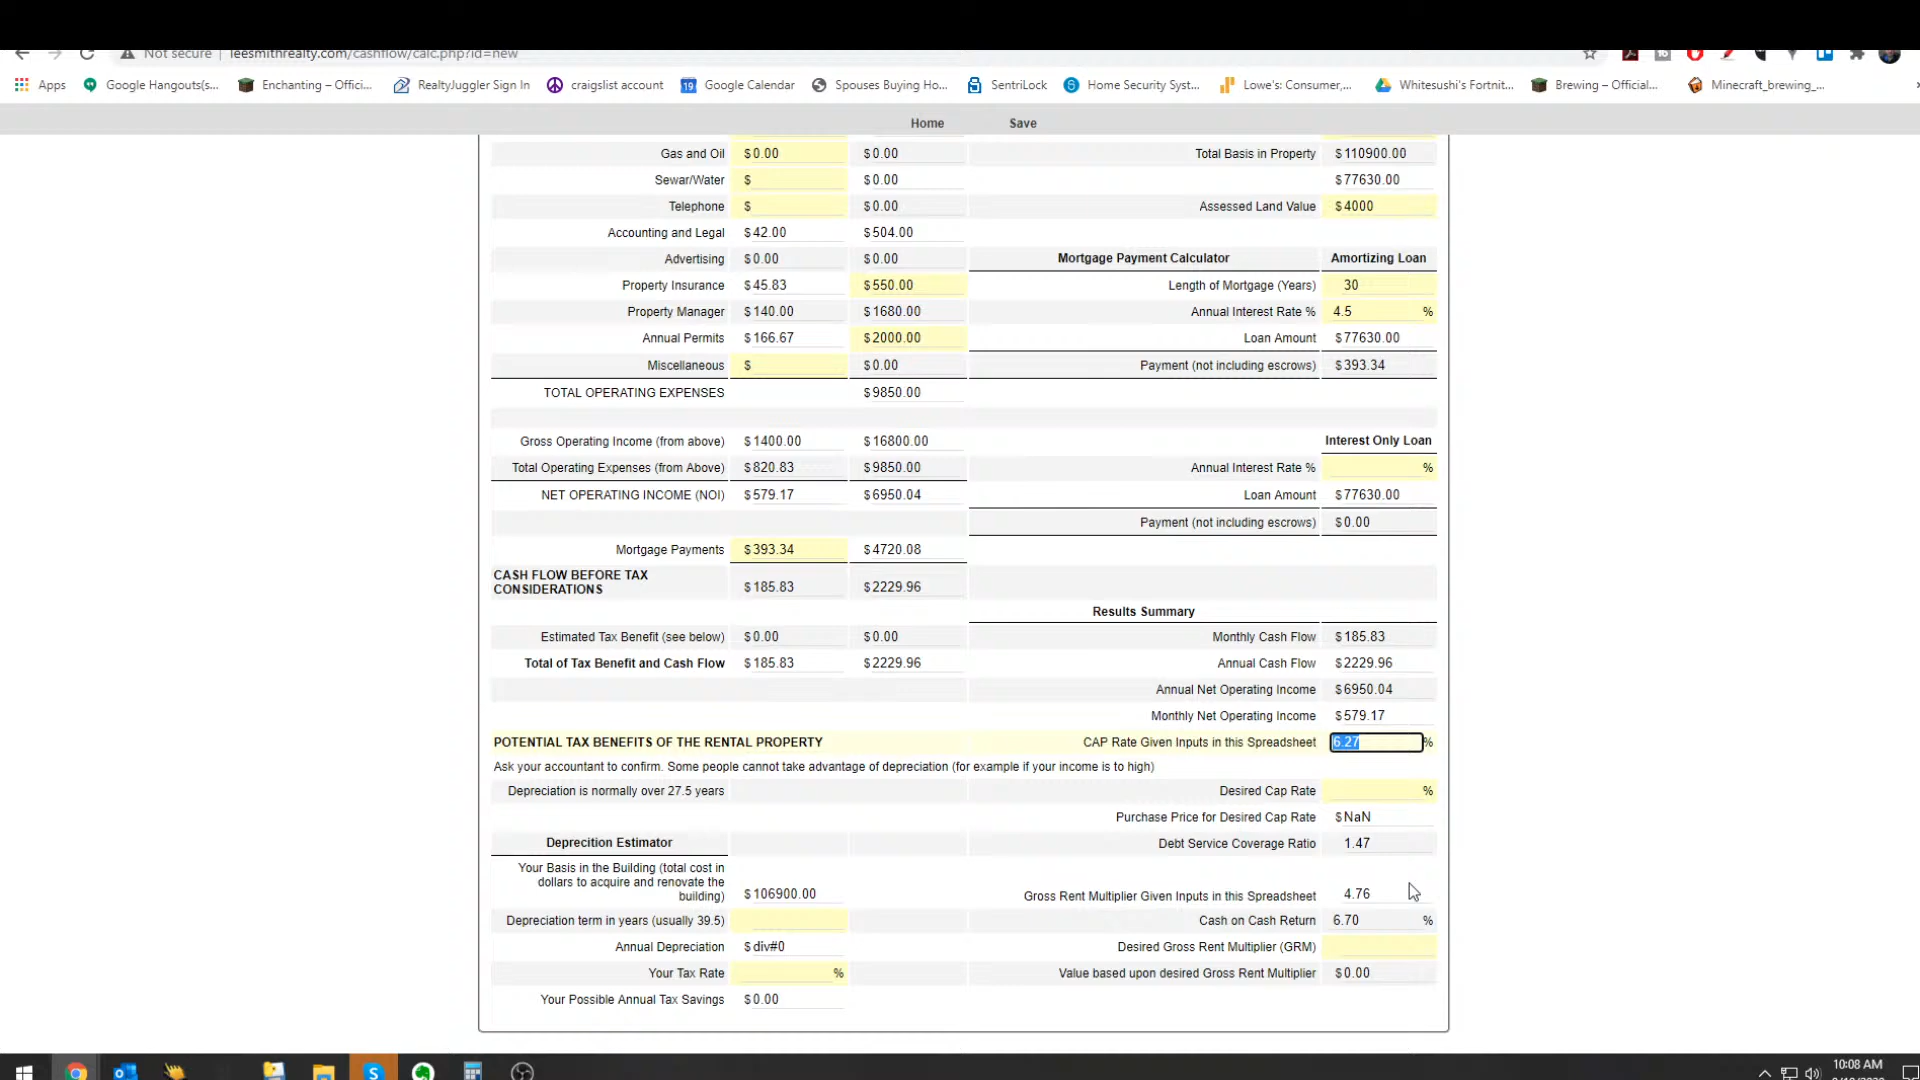 Not secure | leesmithrealty.com/cashflow/calc.php?id=new
Apps Google Hangouts(s... Enchanting – Offici... RealtyJuggler Sign In craigslist account 19 Google Calendar Spouses Buying Ho... SentriLock Home Security Syst... Lowe's: Consumer,... Whitesushi's Fortnit... Brewing – Official... Minecraft_brewing_...
Home Save
Gas and Oil $0.00 $0.00 Total Basis in Property $110900.00
Sewar/Water $ $0.00 $77630.00
Telephone $ $0.00 Assessed Land Value $4000
Accounting and Legal $42.00 $504.00
Advertising $0.00 $0.00 Mortgage Payment Calculator Amortizing Loan
Property Insurance $45.83 $550.00 Length of Mortgage (Years) 30
Property Manager $140.00 $1680.00 Annual Interest Rate % 4.5 %
Annual Permits $166.67 $2000.00 Loan Amount $77630.00
Miscellaneous $ $0.00 Payment (not including escrows) $393.34
TOTAL OPERATING EXPENSES $9850.00
Gross Operating Income (from above) $1400.00 $16800.00 Interest Only Loan
Total Operating Expenses (from Above) $820.83 $9850.00 Annual Interest Rate % %
NET OPERATING INCOME (NOI) $579.17 $6950.04 Loan Amount $77630.00
Payment (not including escrows) $0.00
Mortgage Payments $393.34 $4720.08
CASH FLOW BEFORE TAX
CONSIDERATIONS $185.83 $2229.96
Results Summary
Estimated Tax Benefit (see below) $0.00 $0.00 Monthly Cash Flow $185.83
Total of Tax Benefit and Cash Flow $185.83 $2229.96 Annual Cash Flow $2229.96
Annual Net Operating Income $6950.04
Monthly Net Operating Income $579.17
POTENTIAL TAX BENEFITS OF THE RENTAL PROPERTY CAP Rate Given Inputs in this Spreadsheet 6.27 %
Ask your accountant to confirm. Some people cannot take advantage of depreciation (for example if your income is to high)
Depreciation is normally over 27.5 years Desired Cap Rate %
Purchase Price for Desired Cap Rate $NaN
Deprecition Estimator Debt Service Coverage Ratio 1.47
Your Basis in the Building (total cost in
dollars to acquire and renovate the
building) $106900.00 Gross Rent Multiplier Given Inputs in this Spreadsheet 4.76
Depreciation term in years (usually 39.5) Cash on Cash Return 6.70 %
Annual Depreciation $div#0 Desired Gross Rent Multiplier (GRM)
Your Tax Rate % Value based upon desired Gross Rent Multiplier $0.00
Your Possible Annual Tax Savings $0.00
10:08 AM